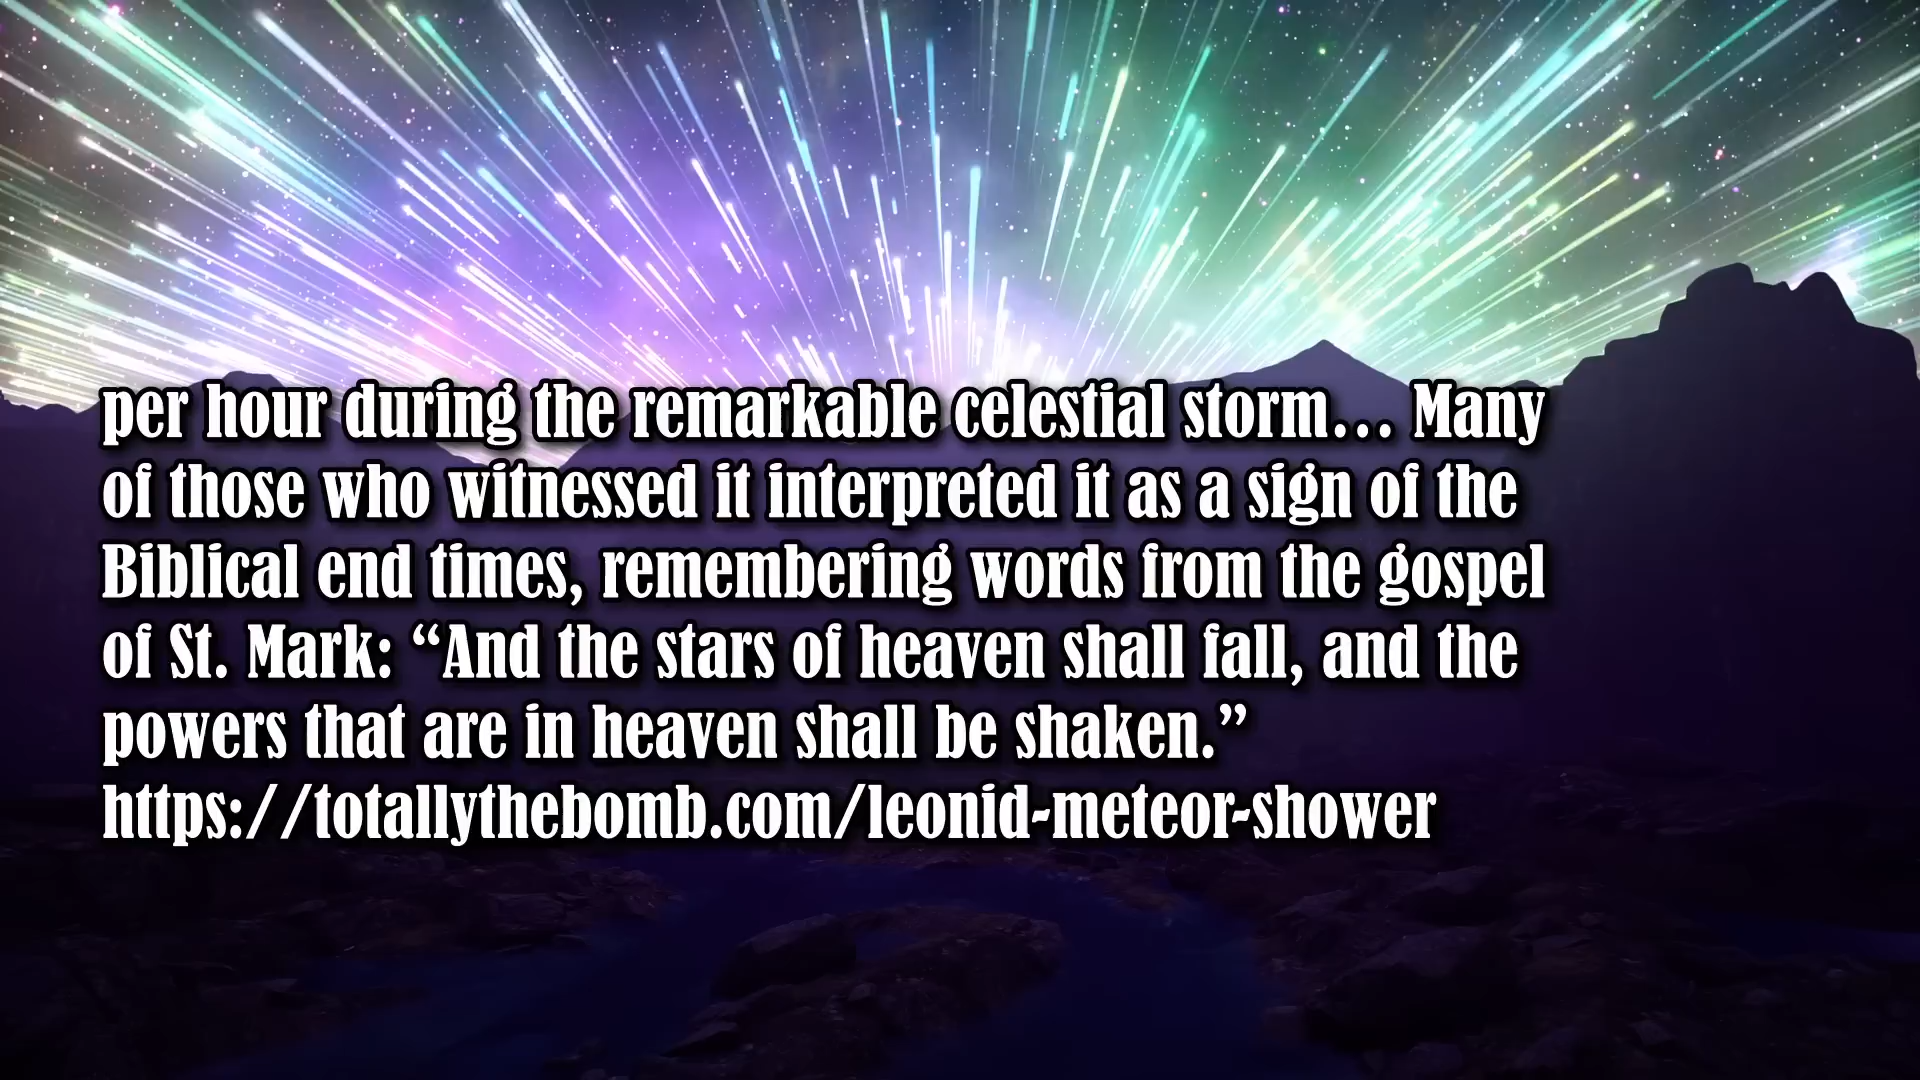 per hour during the remarkable celestial storm… Many
of those who witnessed it interpreted it as a sign of the
Biblical end times, remembering words from the gospel
of St. Mark: “And the stars of heaven shall fall, and the
powers that are in heaven shall be shaken.”
https://totallythebomb.com/leonid-meteor-shower